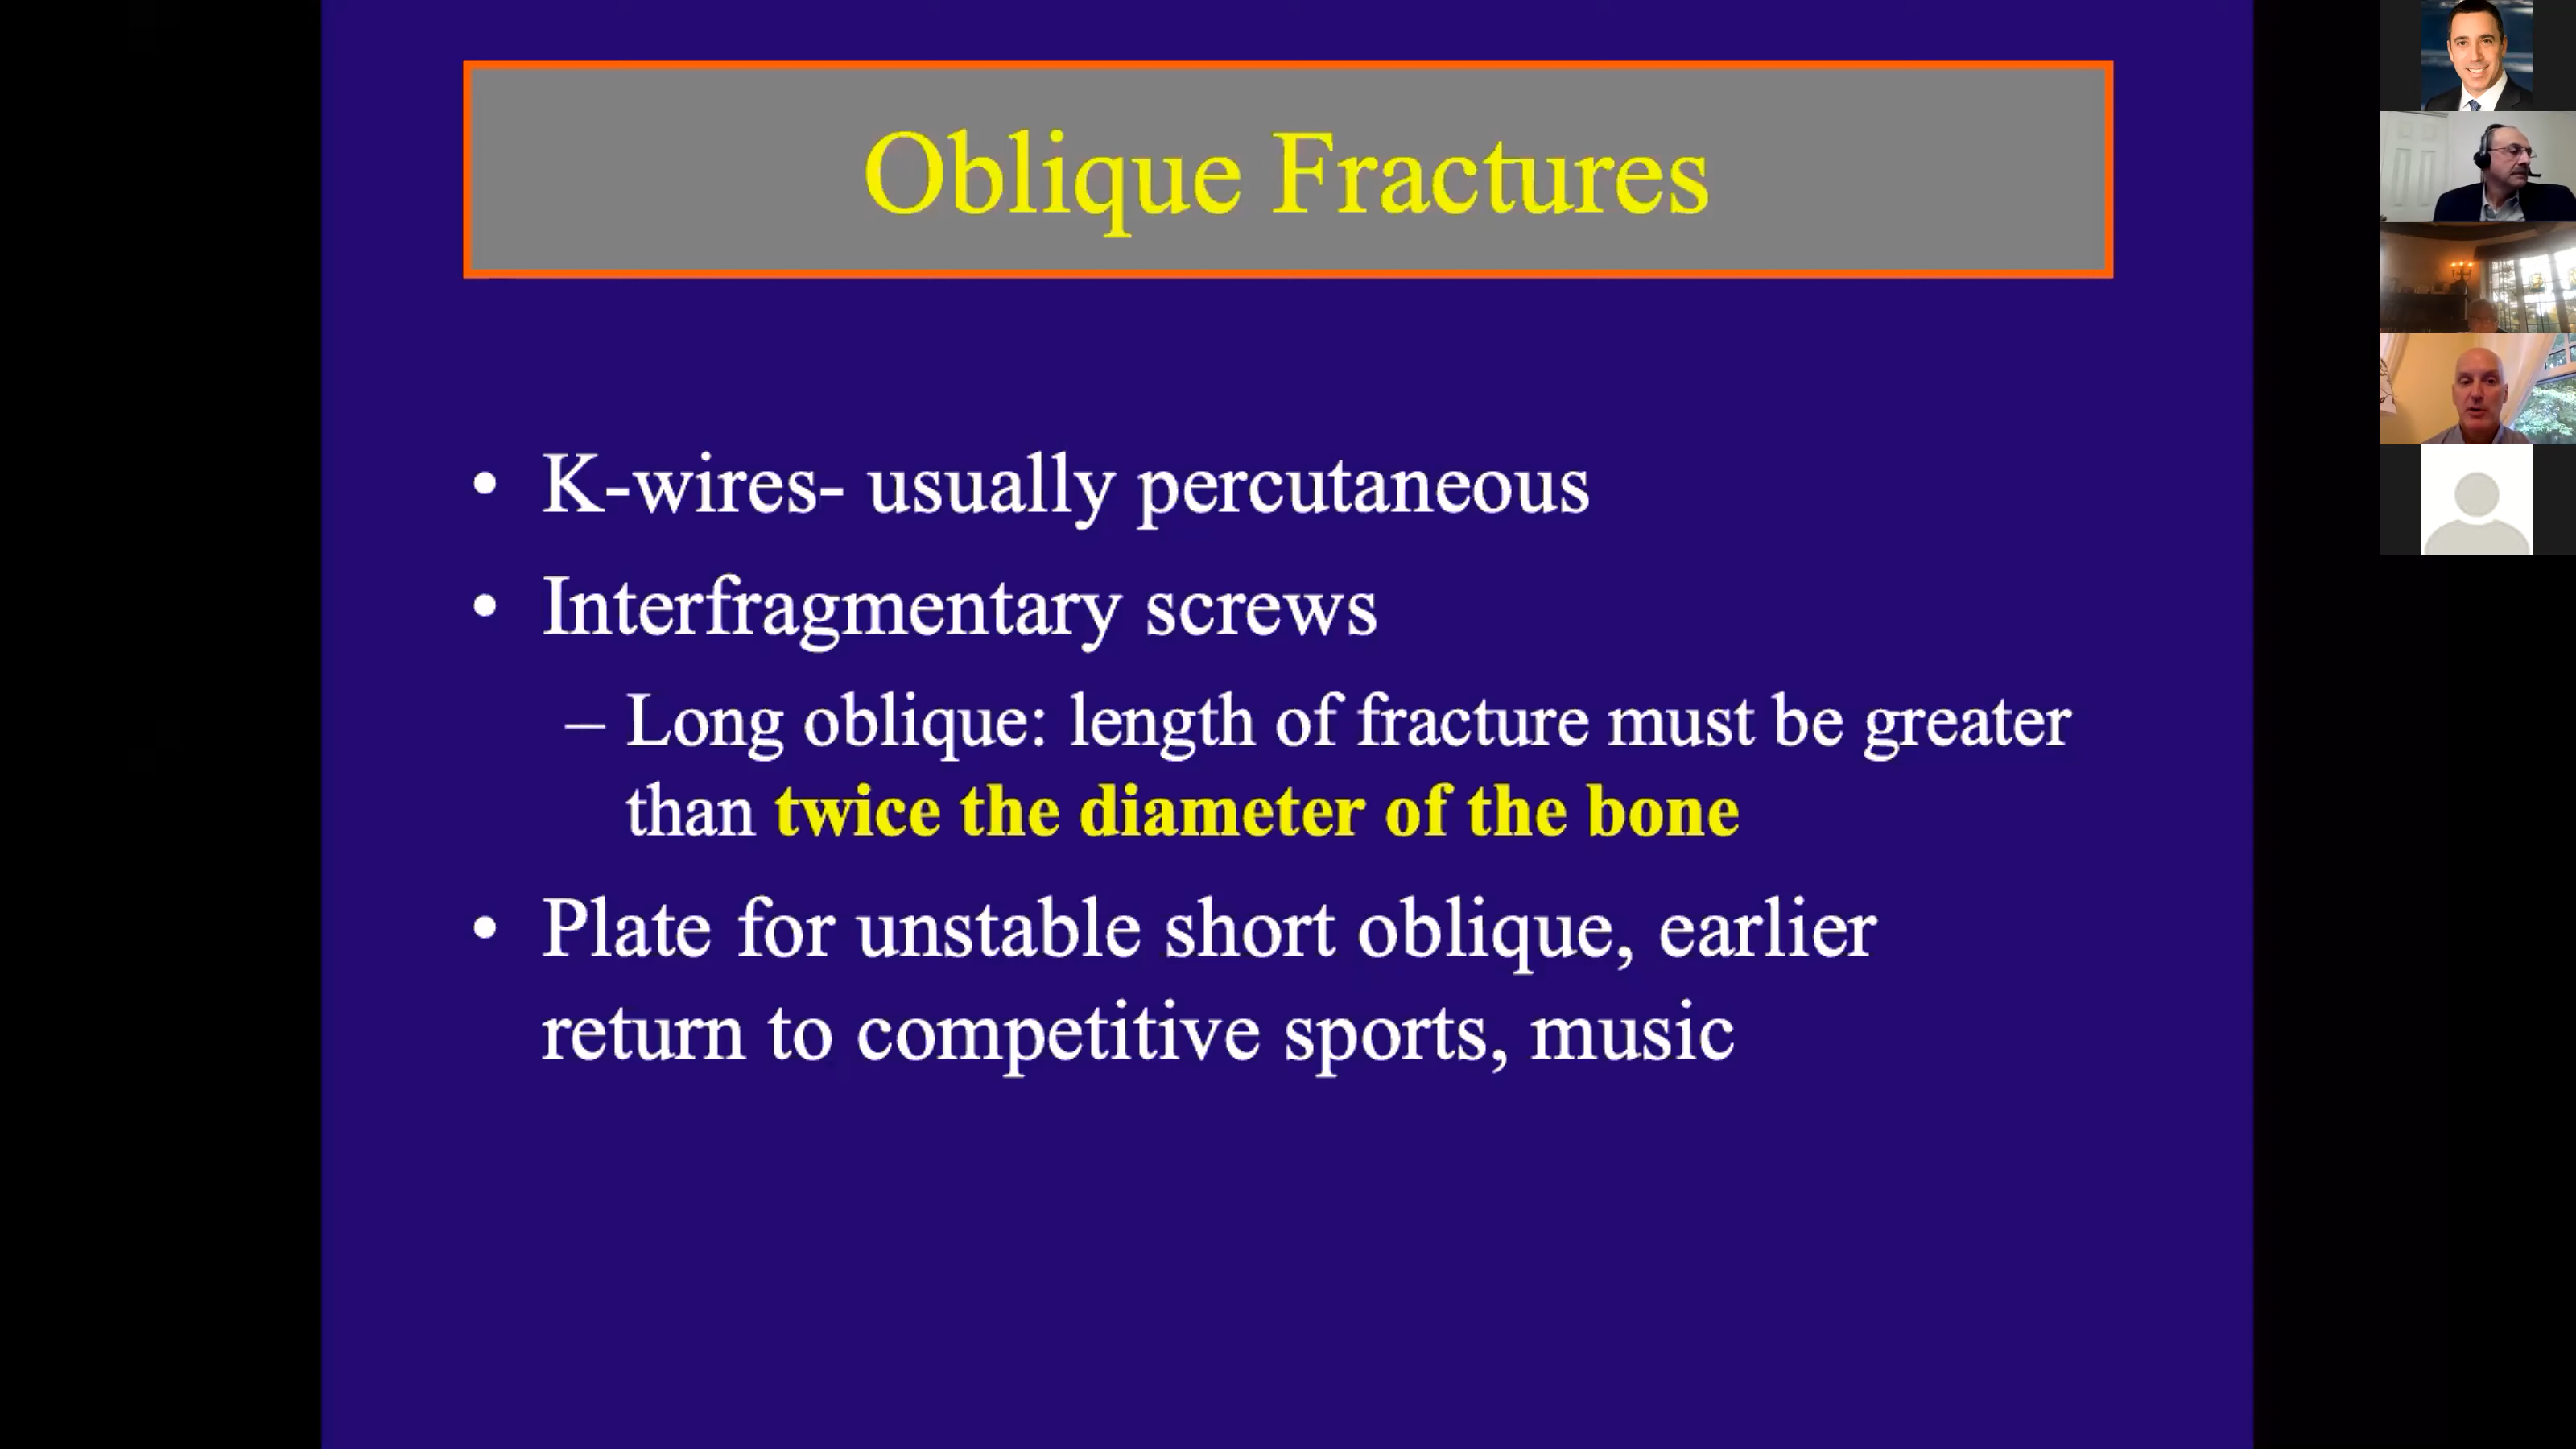 Oblique Fractures
• K-wires- usually percutaneous
• Interfragmentary screws
– Long oblique: length of fracture must be greater
than twice the diameter of the bone
• Plate for unstable short oblique, earlier
return to competitive sports, music